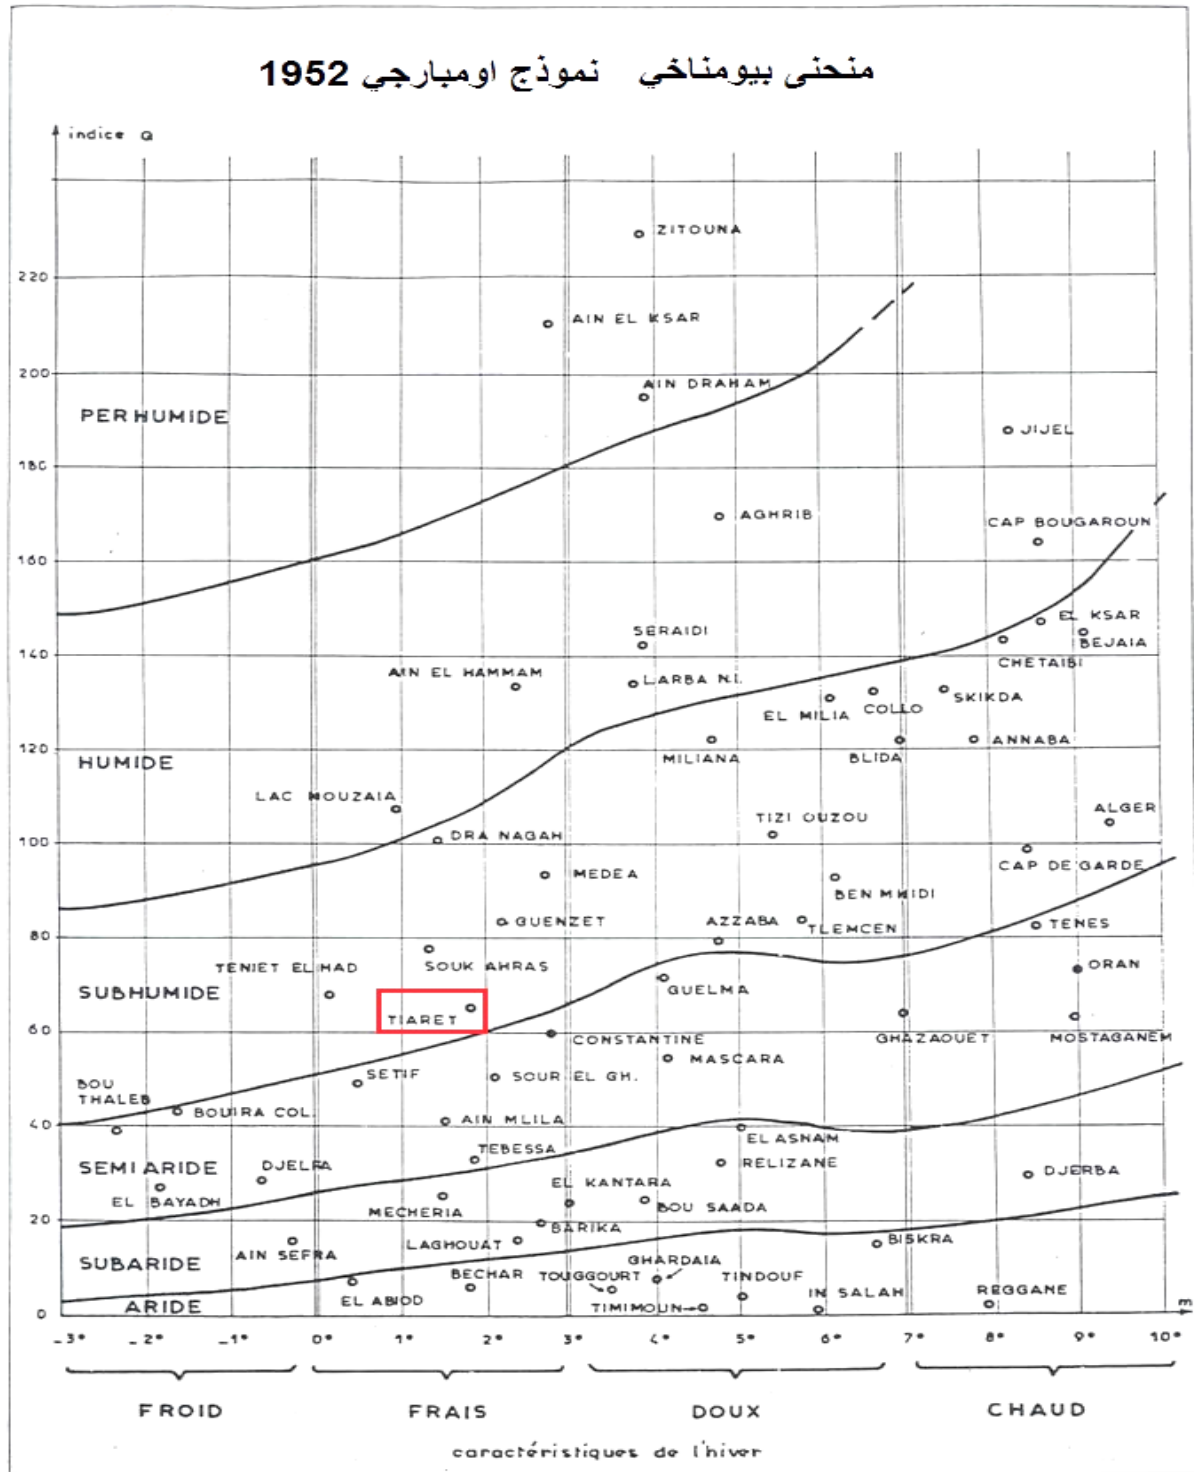 منحنى بيومناخي نموذج اومبارجي 1952
indice Q
ZITOUNA
220
AIN EL KSAR
200
AIN DRAHAM
PERHUMIDE
JIJEL
180
AGHRIB
CAP BOUGAROUN
160
EL KSAR
SERAIDI
BEJAIA
140
CHETAIBI
AIN EL HAMMAM
LARBA N.I.
SKIKDA
EL MILIA
COLLO
120
HUMIDE
MILIANA
BLIDA
ANNABA
LAC MOUZAIA
ALGER
TIZI OUZOU
DRA NAGAH
100
CAP DE GARDE
MEDEA
BEN MHIDI
GUENZET
AZZABA
TLEMCEN
TENES
80
TENIET EL HAD
SOUK AHRAS
ORAN
SUBHUMIDE
GUELMA
TIARET
60
CONSTANTINE
GHAZAOUET
MOSTAGANEM
MASCARA
SETIF
SOUR EL GH.
BOU
THALEB
BOUIRA COL.
40
AIN MLILA
EL ASNAM
TEBESSA
SEMI ARIDE
DJELFA
RELIZANE
DJERBA
EL BAYADH
EL KANTARA
MECHERIA
BOU SAADA
20
BARIKA
AIN SEFRA
LAGHOUAT
BISKRA
SUBARIDE
GHARDAIA
BECHAR
TOUGGOURT
TINDOUF
EL ABIOD
IN SALAH
REGGANE
ARIDE
TIMIMOUN
0
m
-3° -2° -1° 0° 1° 2° 3° 4° 5° 6° 7° 8° 9° 10°
FROID FRAIS DOUX CHAUD
caractéristiques de l'hiver